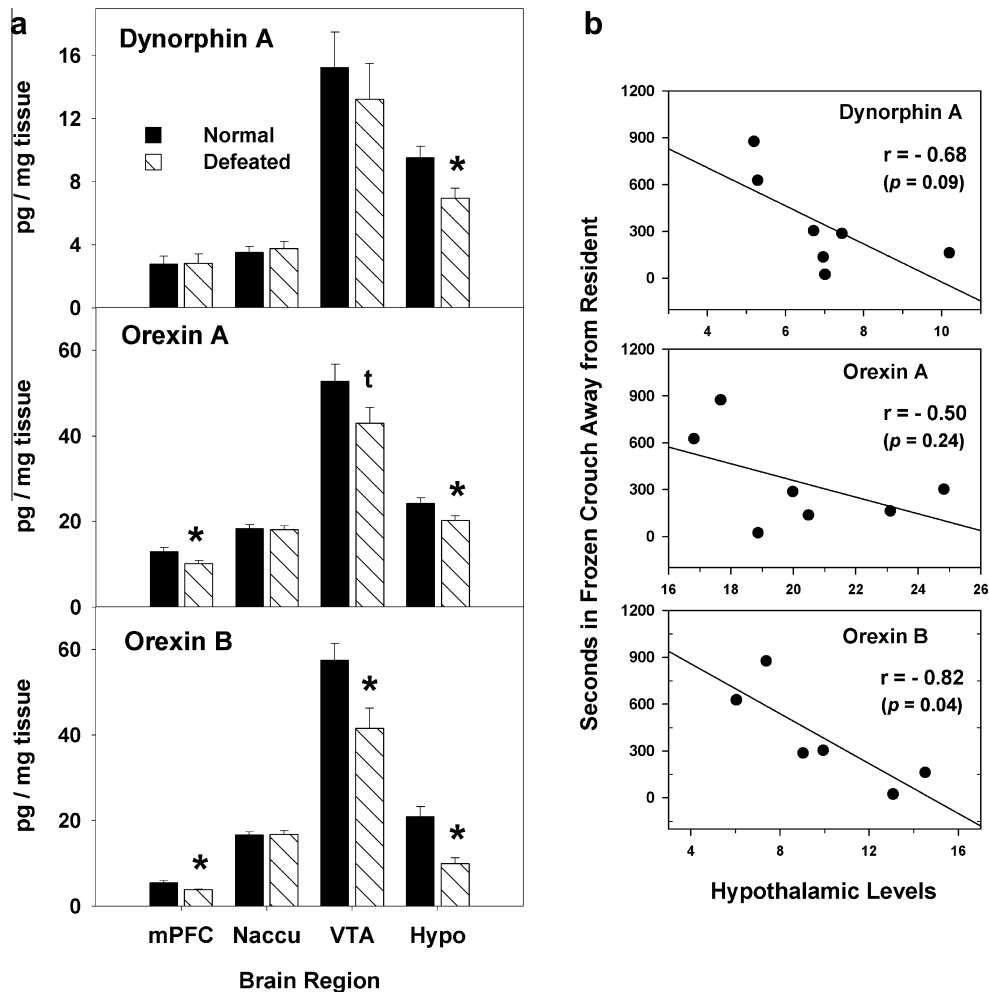 a
Dynorphin A
16
12
8
4
0
pg / mg tissue
Normal
Defeated
*
Orexin A
60
40
20
0
pg / mg tissue
*
t
*
Orexin B
60
40
20
0
pg / mg tissue
*
*
*
mPFC Naccu VTA Hypo
Brain Region
b
Seconds in Frozen Crouch Away from Resident
1200
900
600
300
0
Dynorphin A
r = - 0.68
(p = 0.09)
4 6 8 10
1200
900
600
300
0
Orexin A
r = - 0.50
(p = 0.24)
16 18 20 22 24 26
1200
900
600
300
0
Orexin B
r = - 0.82
(p = 0.04)
4 8 12 16
Hypothalamic Levels